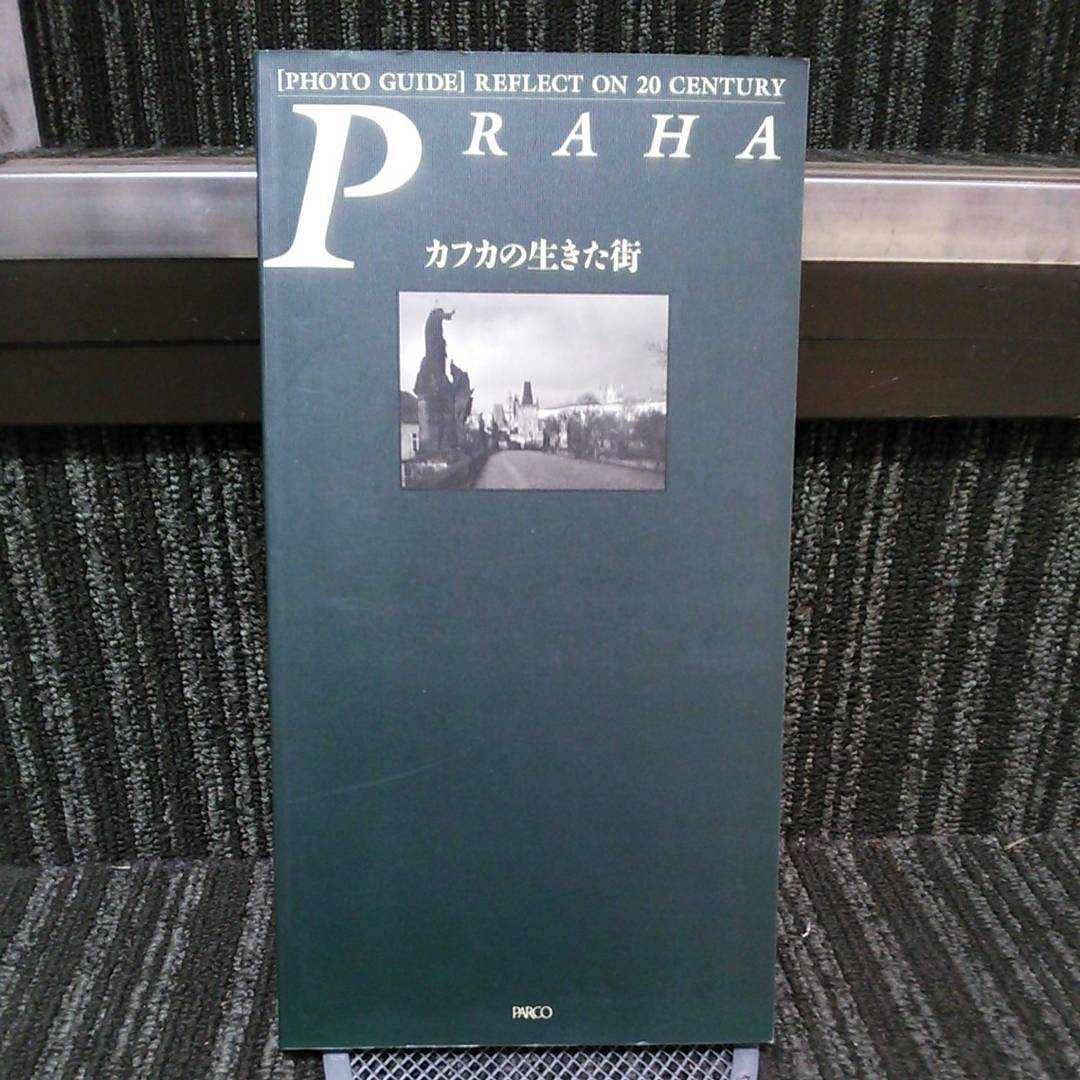 [PHOTO GUIDE] REFLECT ON 20 CENTURY
PRAHA
カフカの生きた街
PARCO